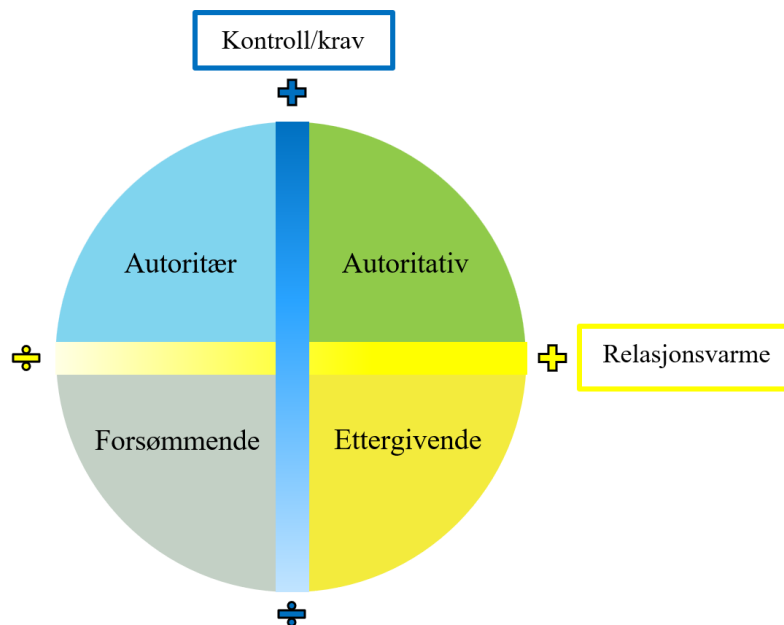 Kontroll/krav
Autoritær
Autoritativ
Relasjonsvarme
Forsømmende
Ettergivende